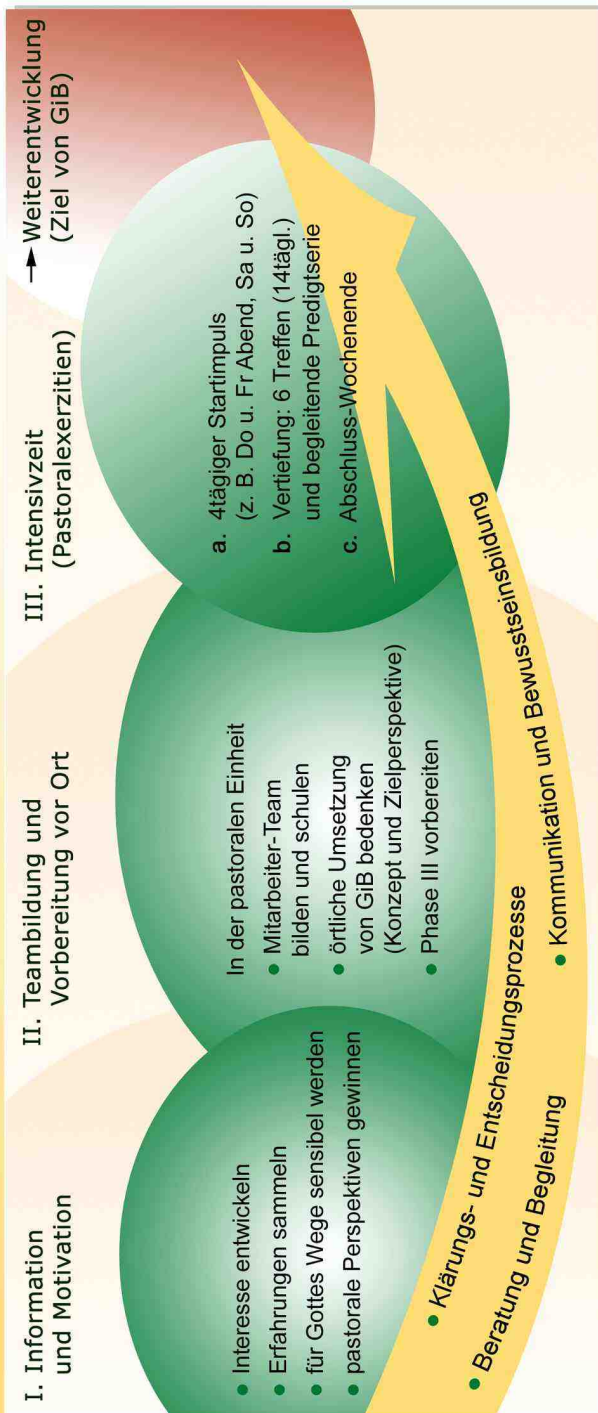 I. Information
und Motivation
● Interesse entwickeln
● Erfahrungen sammeln
● für Gottes Wege sensibel werden
● pastorale Perspektiven gewinnen
II. Teambildung und
Vorbereitung vor Ort
In der pastoralen Einheit
● Mitarbeiter-Team
bilden und schulen
● örtliche Umsetzung
von GiB bedenken
(Konzept und Zielperspektive)
● Phase III vorbereiten
III. Intensivzeit
(Pastoralexerzitien)
a. 4tägiger Startimpuls
(z. B. Do u. Fr Abend, Sa u. So)
b. Vertiefung: 6 Treffen (14tägl.)
und begleitende Predigtserie
c. Abschluss-Wochenende
→ Weiterentwicklung
(Ziel von GiB)
● Klärungs- und Entscheidungsprozesse
● Beratung und Begleitung
● Kommunikation und Bewusstseinsbildung